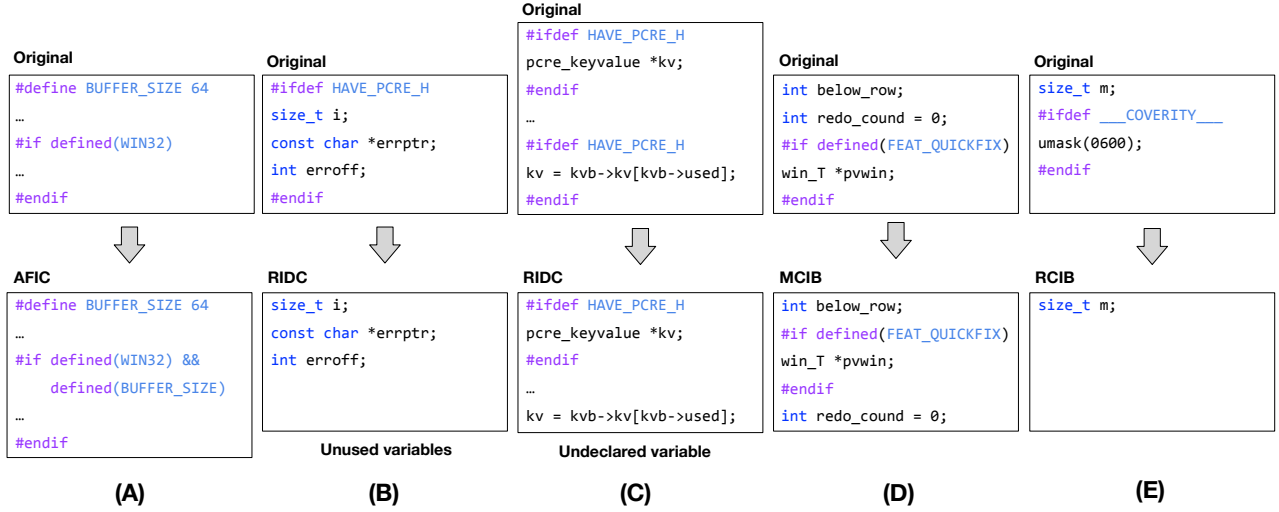 Original
#define BUFFER_SIZE 64
…
#if defined(WIN32)
…
#endif
AFIC
#define BUFFER_SIZE 64
…
#if defined(WIN32) &&
defined(BUFFER_SIZE)
…
#endif
(A)
Original
#ifdef HAVE_PCRE_H
size_t i;
const char *errptr;
int erroff;
#endif
RIDC
size_t i;
const char *errptr;
int erroff;
Unused variables
(B)
Original
#ifdef HAVE_PCRE_H
pcre_keyvalue *kv;
#endif
…
#ifdef HAVE_PCRE_H
kv = kvb->kv[kvb->used];
#endif
RIDC
#ifdef HAVE_PCRE_H
pcre_keyvalue *kv;
#endif
…
kv = kvb->kv[kvb->used];
Undeclared variable
(C)
Original
int below_row;
int redo_cound = 0;
#if defined(FEAT_QUICKFIX)
win_T *pvwin;
#endif
MCIB
int below_row;
#if defined(FEAT_QUICKFIX)
win_T *pvwin;
#endif
int redo_cound = 0;
(D)
Original
size_t m;
#ifdef ___COVERITY___
umask(0600);
#endif
RCIB
size_t m;
(E)